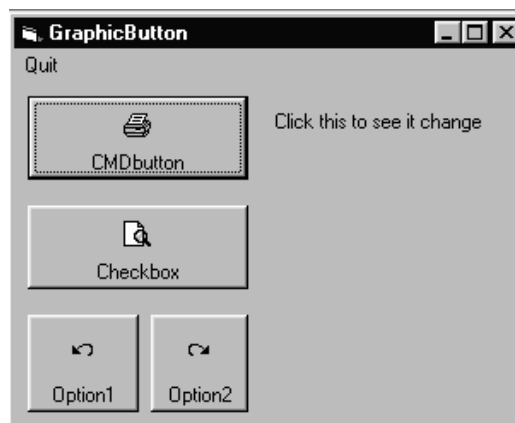 GraphicButton
Quit
CMDbutton
Click this to see it change
Checkbox
Option1
Option2